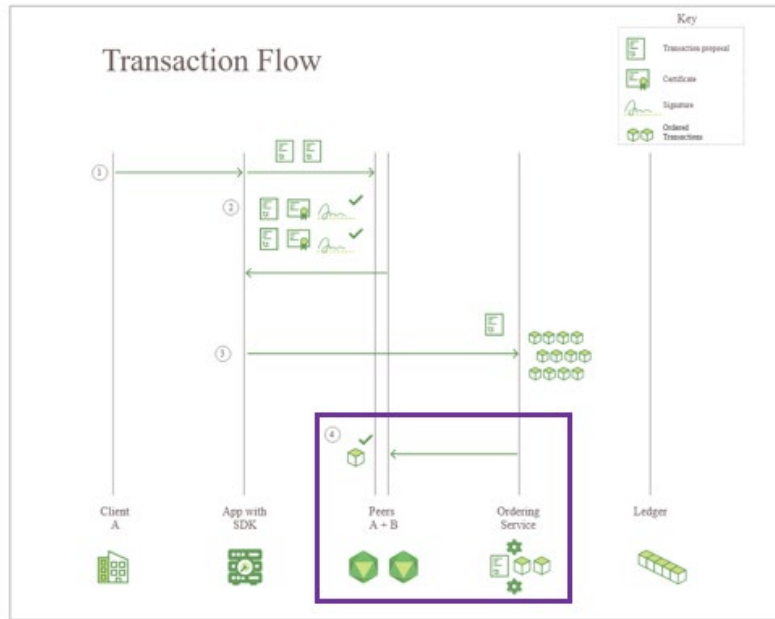 Key
Transaction Flow
Transaction proposal
Certificate
Signature
Ordered
Transactions
1
2
3
4
Client
A
App with
SDK
Peers
A + B
Ordering
Service
Ledger